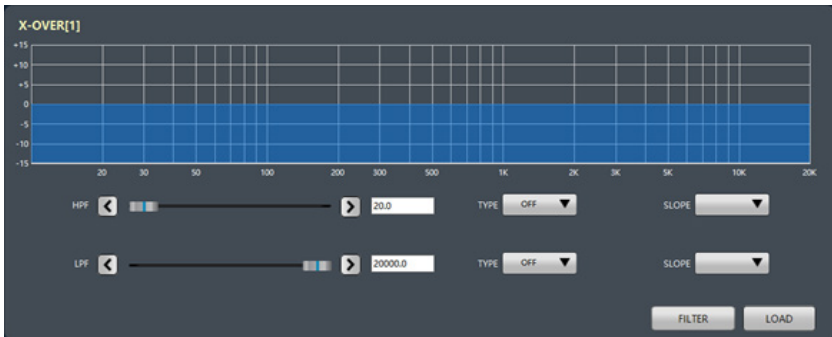 X-OVER[1]
+15
+10
+5
0
-5
-10
-15
20 30 50 100 200 300 500 1K 2K 3K 5K 10K 20K
HPF 20.0 TYPE OFF SLOPE
LPF 20000.0 TYPE OFF SLOPE
FILTER LOAD